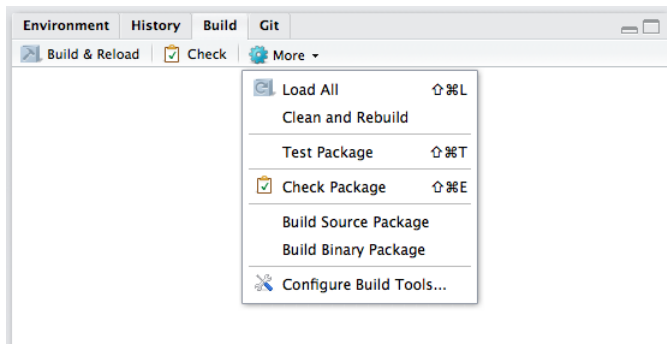 Environment History Build Git
Build & Reload Check More
Load All ⇧⌘L
Clean and Rebuild
Test Package ⇧⌘T
Check Package ⇧⌘E
Build Source Package
Build Binary Package
Configure Build Tools...